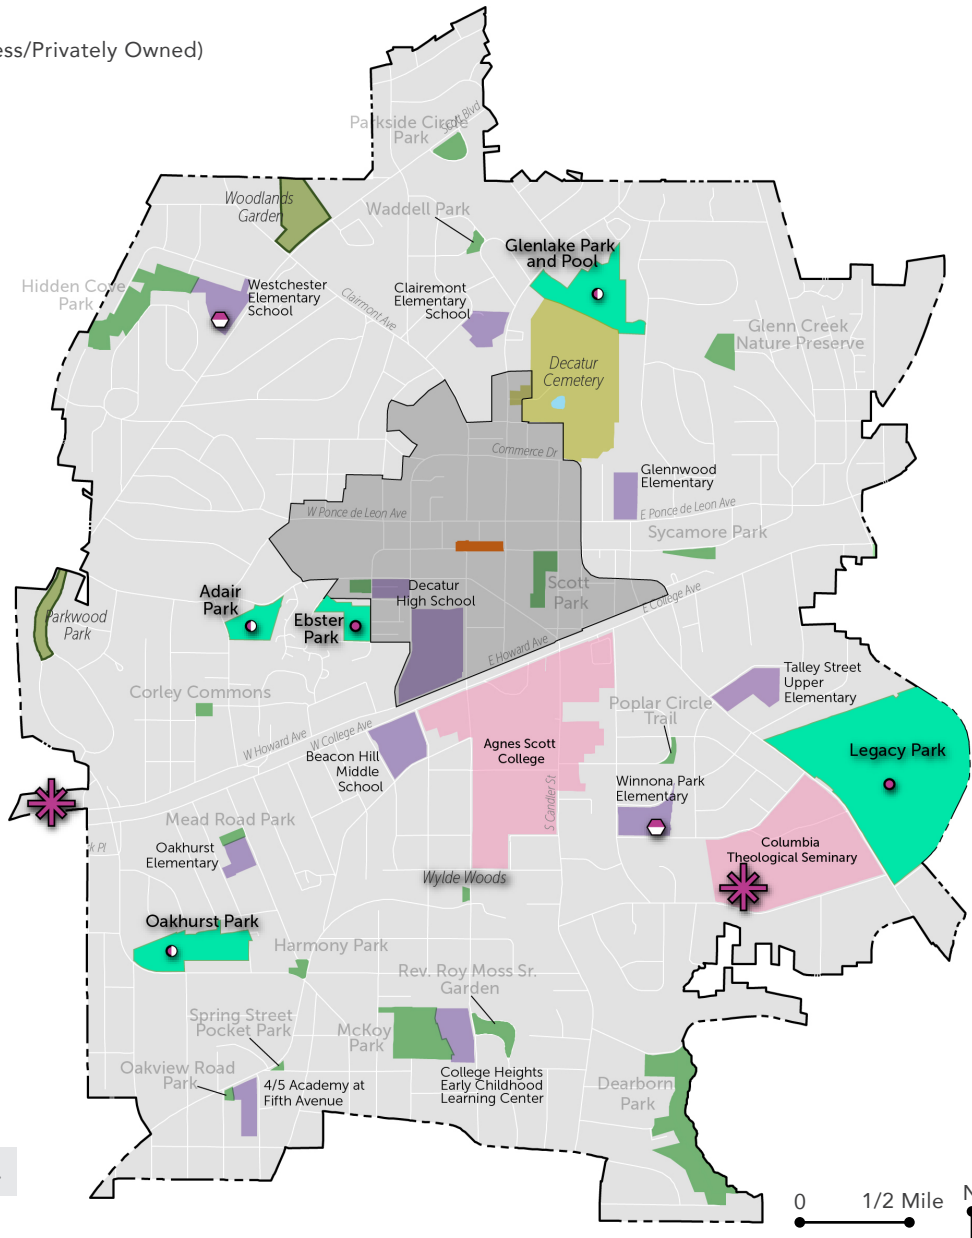 ess/Privately Owned)
Scott Blvd
Parkside Circle
Park
Woodlands
Garden
Waddell Park
Glenlake Park
and Pool
Hidden Cove
Park
Westchester
Elementary
School
Clairemont
Elementary
School
Clairmont Ave
Glenn Creek
Nature Preserve
Decatur
Cemetery
Commerce Dr
Glennwood
Elementary
W Ponce de Leon Ave
E Ponce de Leon Ave
Sycamore Park
Adair
Park
Ebster
Park
Decatur
High School
Scott
Park
E College Ave
Parkwood
Park
E Howard Ave
Talley Street
Upper
Elementary
Corley Commons
Poplar Circle
Trail
W Howard Ave
W College Ave
Beacon Hill
Middle
School
Agnes Scott
College
Legacy Park
S Candler St
Winnona Park
Elementary
Mead Road Park
k Pl
Oakhurst
Elementary
Columbia
Theological Seminary
Wylde Woods
Oakhurst Park
Harmony Park
Rev. Roy Moss Sr.
Garden
Spring Street
Pocket Park
McKoy
Park
Oakview Road
Park
4/5 Academy at
Fifth Avenue
College Heights
Early Childhood
Learning Center
Dearborn
Park
0 1/2 Mile N